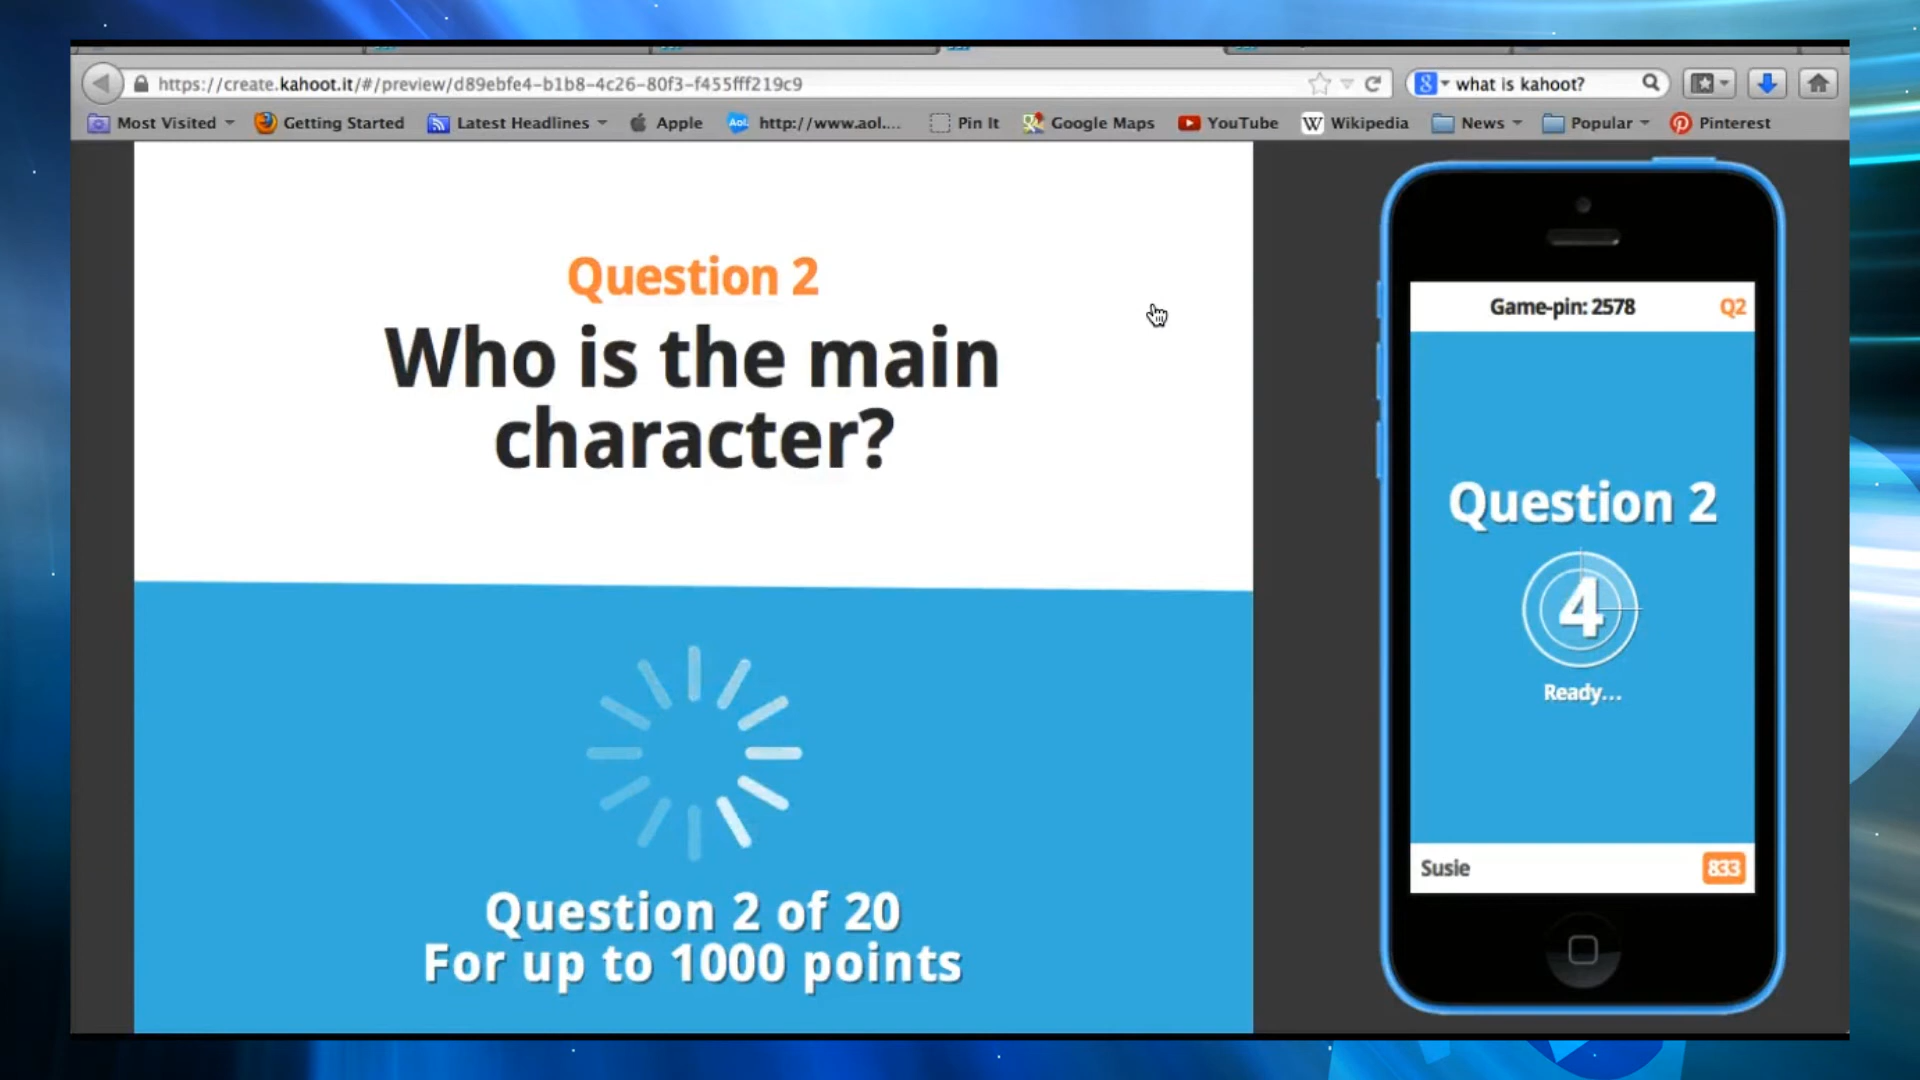 https://create.kahoot.it/#/preview/d89ebfe4-b1b8-4c26-80f3-f455fff219c9
what is kahoot?
Most Visited
Getting Started
Latest Headlines
Apple
Aol.
http://www.aol....
Pin It
Google Maps
YouTube
W
Wikipedia
News
Popular
Pinterest
Question 2
Who is the main
character?
Question 2 of 20
For up to 1000 points
Game-pin: 2578
Q2
Question 2
4
Ready...
Susie
833